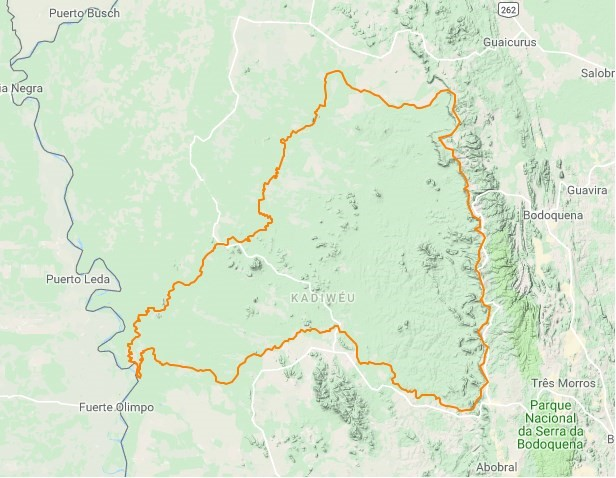 Puerto Busch
262
Guaicurus
Salobr
ia Negra
Guavira
Bodoquena
Puerto Leda
KADIWÉU
Três Morros
Fuerte Olimpo
Parque
Nacional
da Serra da
Bodoquena
B
Abobral